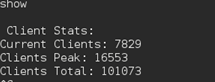 show
Client Stats:
Current Clients: 7829
Clients Peak: 16553
Clients Total: 101073